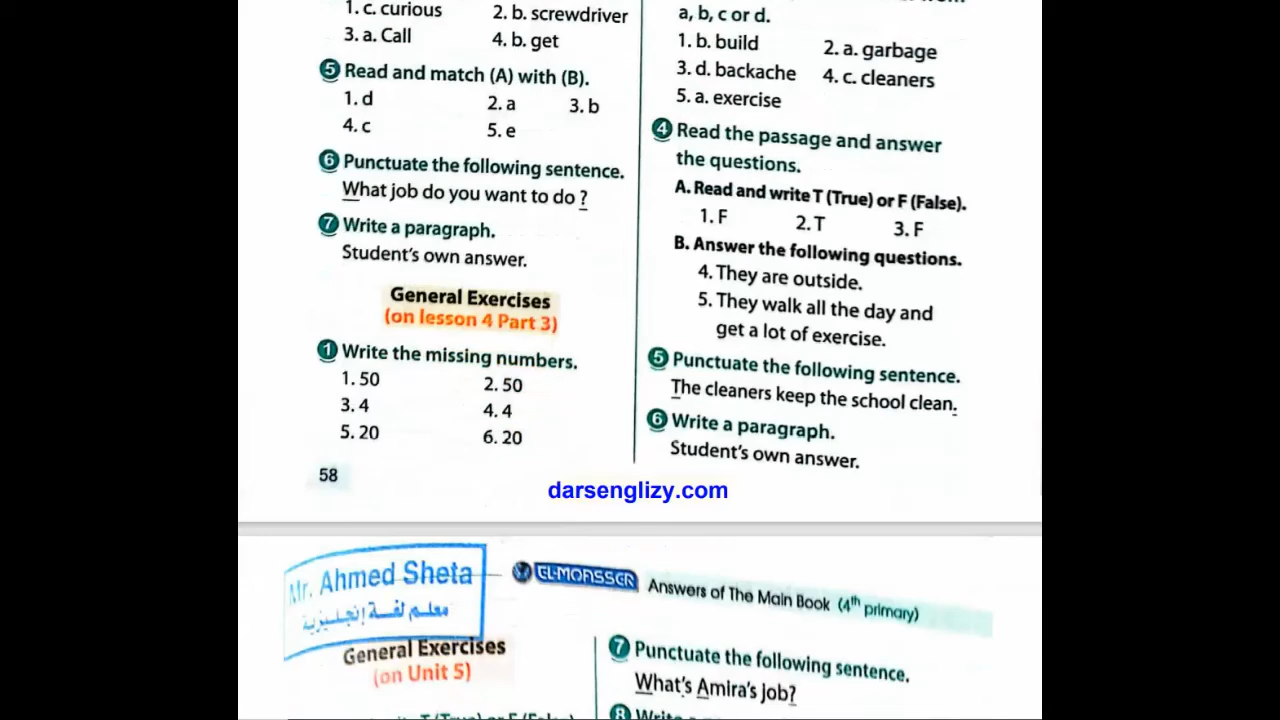 1. c. curious 2. b. screwdriver
3. a. Call 4. b. get
5 Read and match (A) with (B).
1. d 2. a 3. b
4. c 5. e
6 Punctuate the following sentence.
What job do you want to do ?
7 Write a paragraph.
Student's own answer.
General Exercises
(on lesson 4 Part 3)
1 Write the missing numbers.
1. 50 2. 50
3. 4 4. 4
5. 20 6. 20
58
a, b, c or d.
1. b. build 2. a. garbage
3. d. backache 4. c. cleaners
5. a. exercise
4 Read the passage and answer
the questions.
A. Read and write T (True) or F (False).
1. F 2. T 3. F
B. Answer the following questions.
4. They are outside.
5. They walk all the day and
get a lot of exercise.
5 Punctuate the following sentence.
The cleaners keep the school clean.
6 Write a paragraph.
Student's own answer.
darsenglizy.com
Mr. Ahmed Sheta
معلم لغة إنجليزية
EL-MOASSER Answers of The Main Book (4th primary)
General Exercises
(on Unit 5)
T (True) or F (False)
7 Punctuate the following sentence.
What's Amira's job?
8 Write